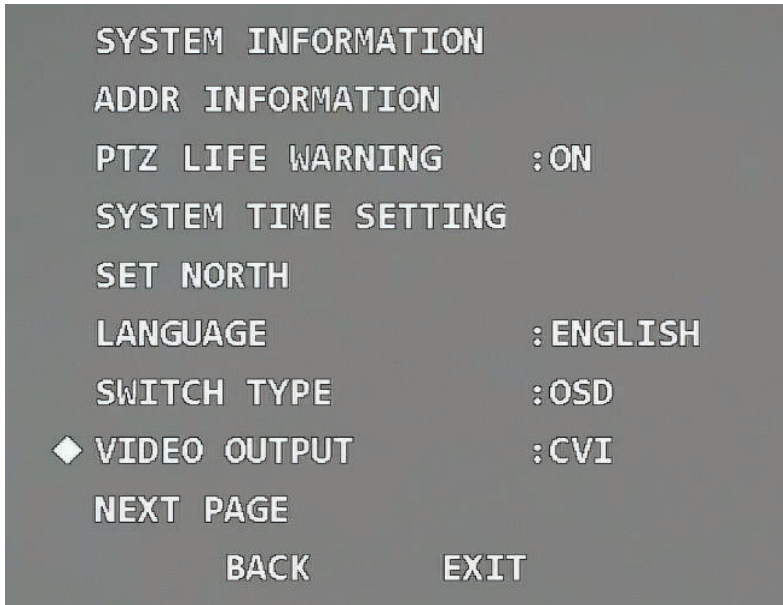 SYSTEM INFORMATION
ADDR INFORMATION
PTZ LIFE WARNING :ON
SYSTEM TIME SETTING
SET NORTH
LANGUAGE :ENGLISH
SWITCH TYPE :OSD
VIDEO OUTPUT :CVI
NEXT PAGE
BACK EXIT